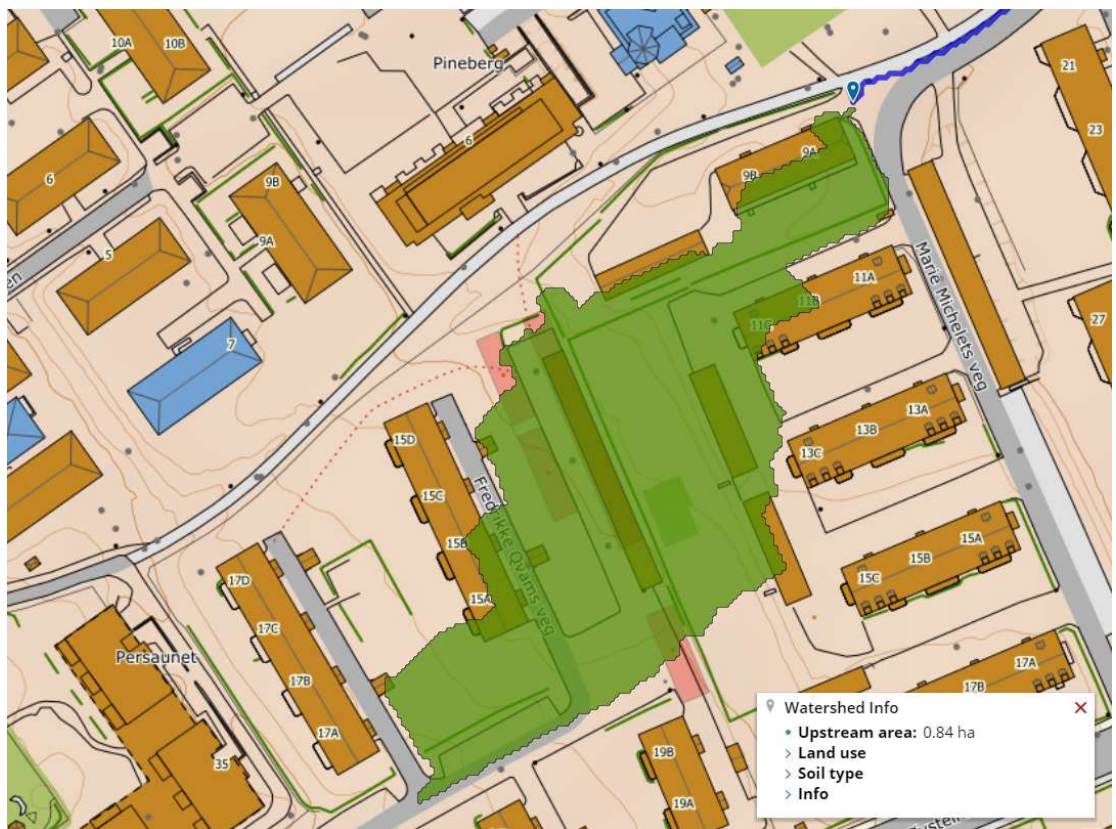 10A
10B
Pineberg
21
6
6
9A
23
9B
9B
5
9A
11A
11B
11C
7
Marie Michelets veg
27
15D
13A
13B
13C
15C
Fredrikke Qvams veg
15B
15A
15A
15B
15C
17D
17C
Persaunet
17B
17A
17A
17B
35
19B
19A
Watershed Info
Upstream area: 0.84 ha
Land use
Soil type
Info